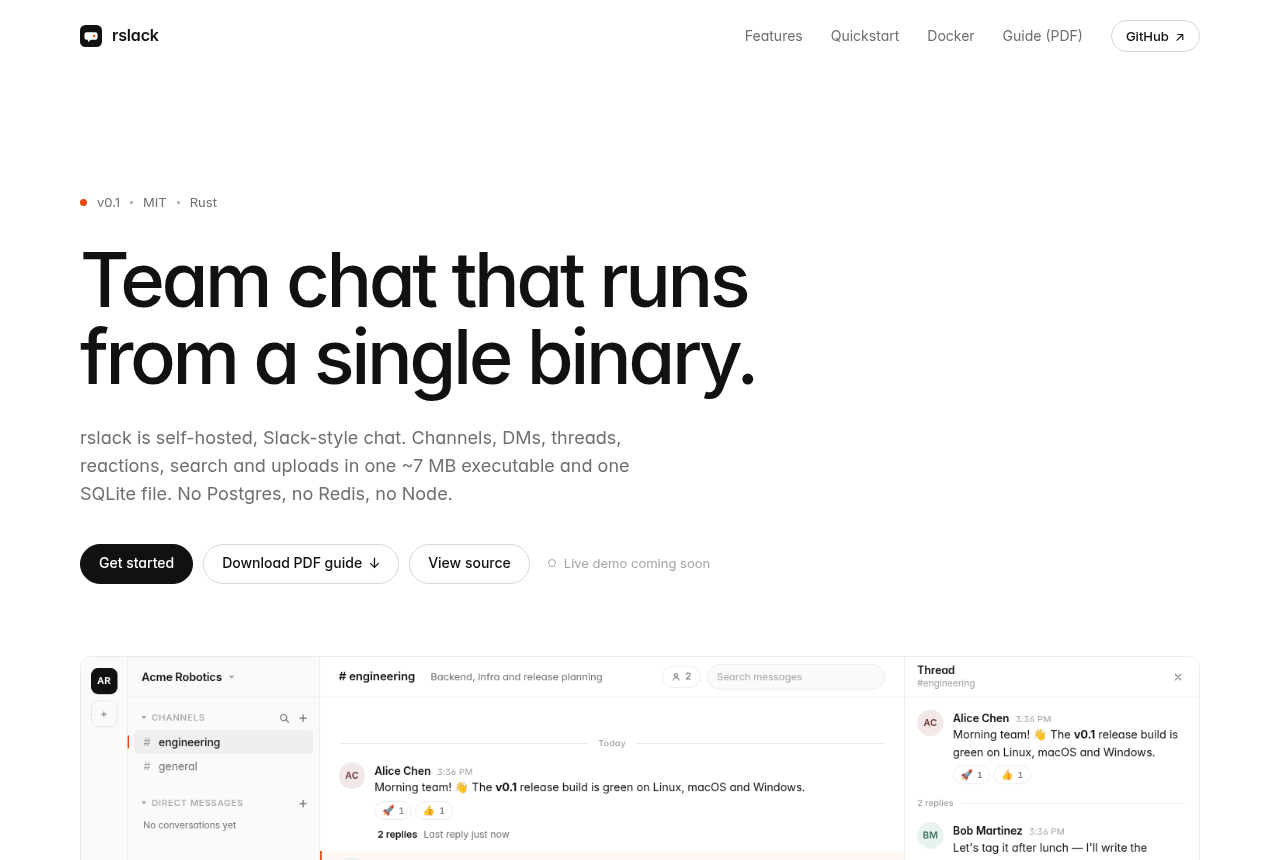 rslack
Features
Quickstart
Docker
Guide (PDF)
GitHub ↗
v0.1 • MIT • Rust
Team chat that runs
from a single binary.
rslack is self-hosted, Slack-style chat. Channels, DMs, threads,
reactions, search and uploads in one ~7 MB executable and one
SQLite file. No Postgres, no Redis, no Node.
Get started
Download PDF guide ↓
View source
Live demo coming soon
AR
+
Acme Robotics
CHANNELS
+
# engineering
# general
DIRECT MESSAGES
+
No conversations yet
# engineering
Backend, infra and release planning
2
Search messages
Today
AC
Alice Chen 3:36 PM
Morning team! 👋 The v0.1 release build is green on Linux, macOS and Windows.
🚀 1 👍 1
2 replies Last reply just now
Thread
#engineering
×
AC
Alice Chen 3:36 PM
Morning team! 👋 The v0.1 release build is
green on Linux, macOS and Windows.
🚀 1 👍 1
2 replies
BM
Bob Martinez 3:36 PM
Let's tag it after lunch — I'll write the